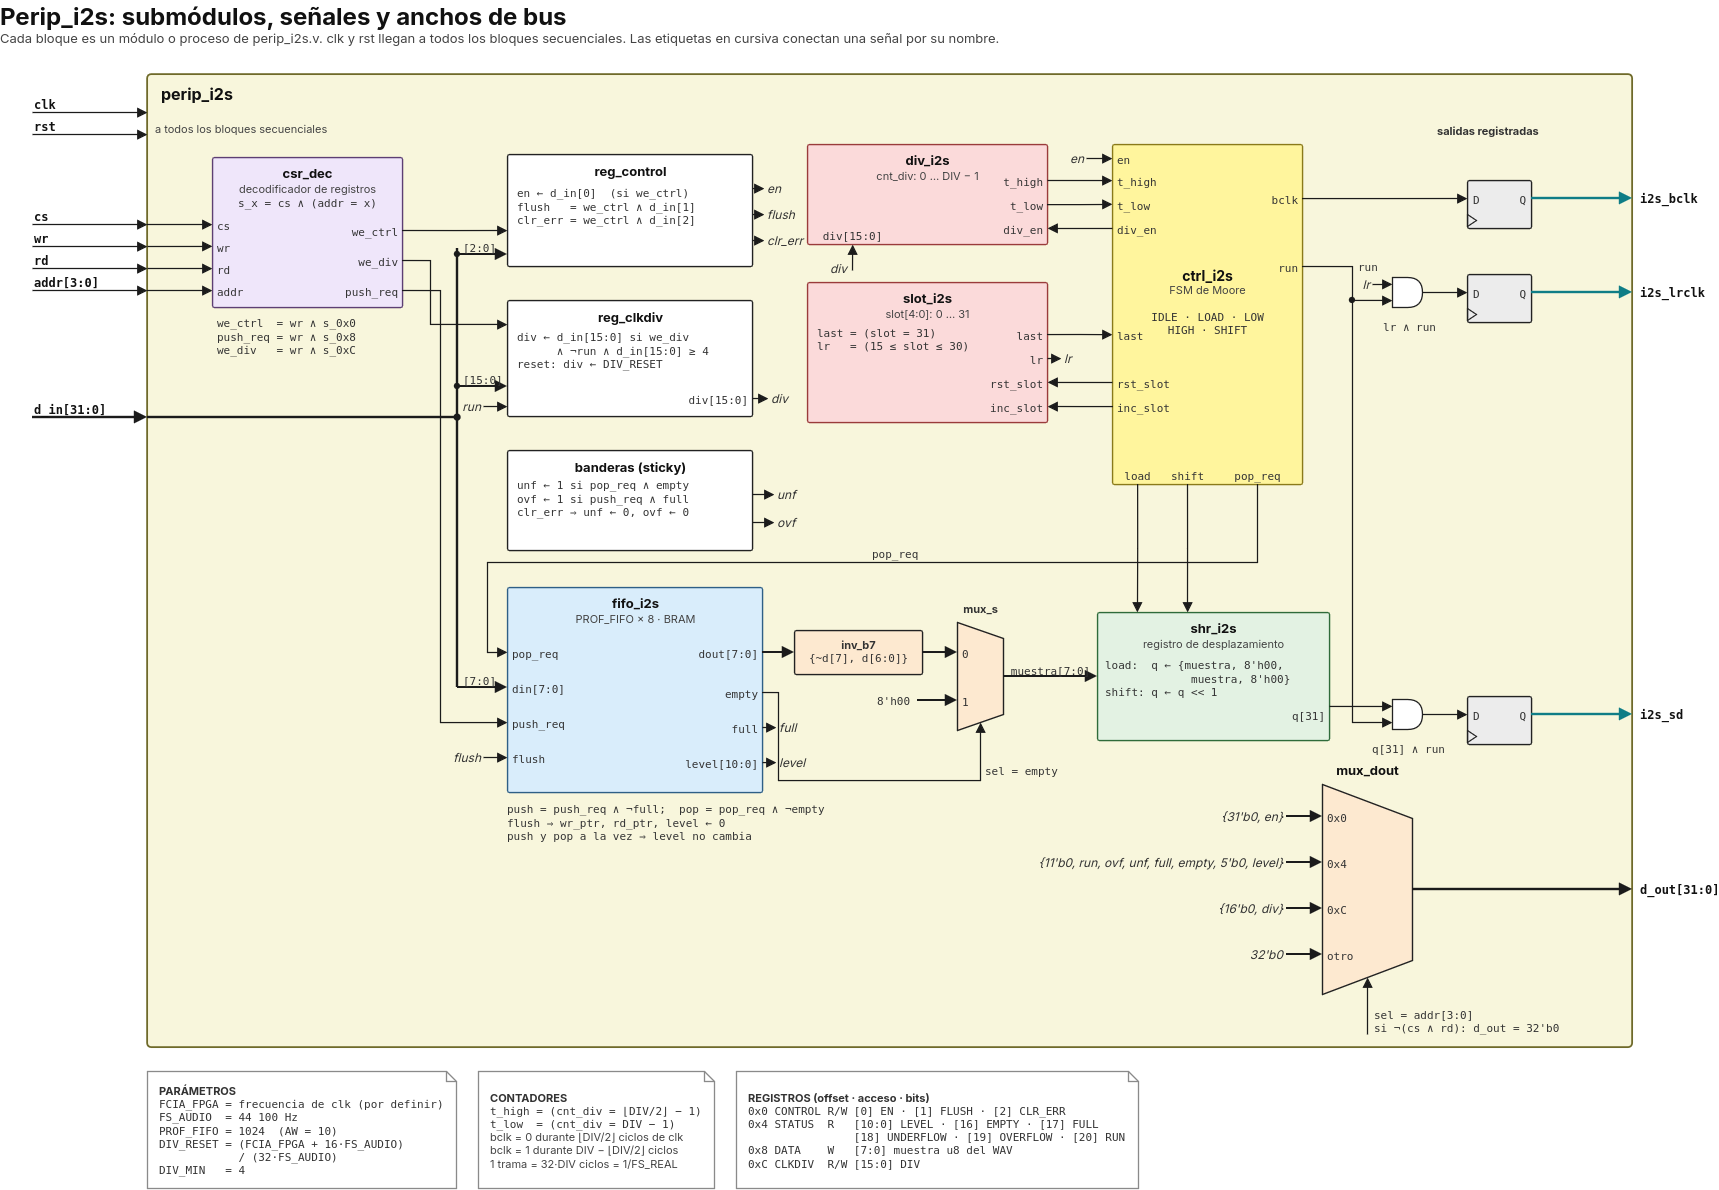 Perip_i2s: submódulos, señales y anchos de bus
Cada bloque es un módulo o proceso de perip_i2s.v. clk y rst llegan a todos los bloques secuenciales. Las etiquetas en cursiva conectan una señal por su nombre.
perip_i2s
clk
rst
a todos los bloques secuenciales
salidas registradas
cs
wr
rd
addr[3:0]
d_in[31:0]
csr_dec
decodificador de registros
s_x = cs ∧ (addr = x)
cs
wr
rd
addr
we_ctrl
we_div
push_req
we_ctrl  = wr ∧ s_0x0
push_req = wr ∧ s_0x8
we_div   = wr ∧ s_0xC
[2:0]
[15:0]
run
[7:0]
reg_control
en ← d_in[0]  (si we_ctrl)
flush   = we_ctrl ∧ d_in[1]
clr_err = we_ctrl ∧ d_in[2]
en
flush
clr_err
reg_clkdiv
div ← d_in[15:0] si we_div
∧ ¬run ∧ d_in[15:0] ≥ 4
reset: div ← DIV_RESET
div[15:0]
div
banderas (sticky)
unf ← 1 si pop_req ∧ empty
ovf ← 1 si push_req ∧ full
clr_err ⇒ unf ← 0, ovf ← 0
unf
ovf
div_i2s
cnt_div: 0 … DIV − 1
t_high
t_low
div_en
div[15:0]
div
slot_i2s
slot[4:0]: 0 … 31
last = (slot = 31)
lr   = (15 ≤ slot ≤ 30)
last
lr
rst_slot
inc_slot
lr
en
en
t_high
t_low
div_en
bclk
run
ctrl_i2s
FSM de Moore
IDLE · LOAD · LOW
HIGH · SHIFT
last
rst_slot
inc_slot
load
shift
pop_req
D
Q
i2s_bclk
run
lr
lr ∧ run
D
Q
i2s_lrclk
pop_req
fifo_i2s
PROF_FIFO × 8 · BRAM
pop_req
din[7:0]
push_req
flush
flush
dout[7:0]
empty
full
level[10:0]
full
level
push = push_req ∧ ¬full;  pop = pop_req ∧ ¬empty
flush ⇒ wr_ptr, rd_ptr, level ← 0
push y pop a la vez ⇒ level no cambia
inv_b7
{~d[7], d[6:0]}
8'h00
mux_s
0
1
sel = empty
muestra[7:0]
shr_i2s
registro de desplazamiento
load:  q ← {muestra, 8'h00,
muestra, 8'h00}
shift: q ← q << 1
q[31]
q[31] ∧ run
D
Q
i2s_sd
mux_dout
{31'b0, en}
0x0
{11'b0, run, ovf, unf, full, empty, 5'b0, level}
0x4
{16'b0, div}
0xC
32'b0
otro
d_out[31:0]
sel = addr[3:0]
si ¬(cs ∧ rd): d_out = 32'b0
PARÁMETROS
FCIA_FPGA = frecuencia de clk (por definir)
FS_AUDIO  = 44 100 Hz
PROF_FIFO = 1024  (AW = 10)
DIV_RESET = (FCIA_FPGA + 16·FS_AUDIO)
/ (32·FS_AUDIO)
DIV_MIN   = 4
CONTADORES
t_high = (cnt_div = ⌊DIV/2⌋ − 1)
t_low  = (cnt_div = DIV − 1)
bclk = 0 durante ⌊DIV/2⌋ ciclos de clk
bclk = 1 durante DIV − ⌊DIV/2⌋ ciclos
1 trama = 32·DIV ciclos = 1/FS_REAL
REGISTROS (offset · acceso · bits)
0x0 CONTROL R/W [0] EN · [1] FLUSH · [2] CLR_ERR
0x4 STATUS  R   [10:0] LEVEL · [16] EMPTY · [17] FULL
[18] UNDERFLOW · [19] OVERFLOW · [20] RUN
0x8 DATA    W   [7:0] muestra u8 del WAV
0xC CLKDIV  R/W [15:0] DIV